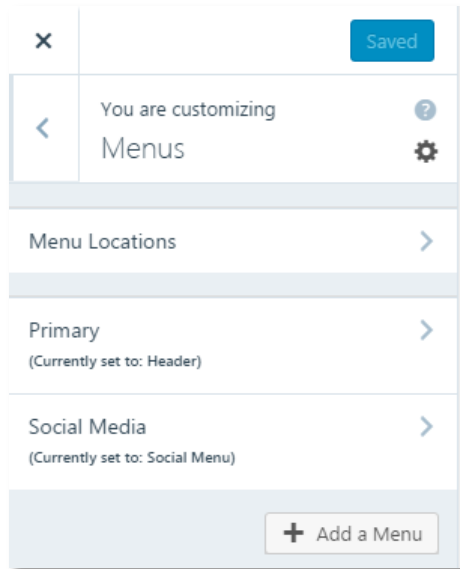 Saved
You are customizing
Menus
Menu Locations
Primary
(Currently set to: Header)
Social Media
(Currently set to: Social Menu)
Add a Menu